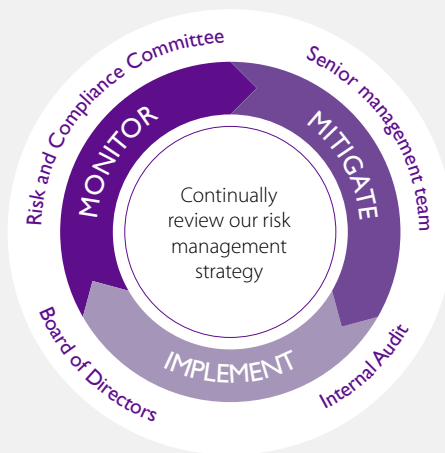 Risk and Compliance Committee
Senior management team
MONITOR
MITIGATE
Continually
review our risk
management
strategy
IMPLEMENT
Board of Directors
Internal Audit